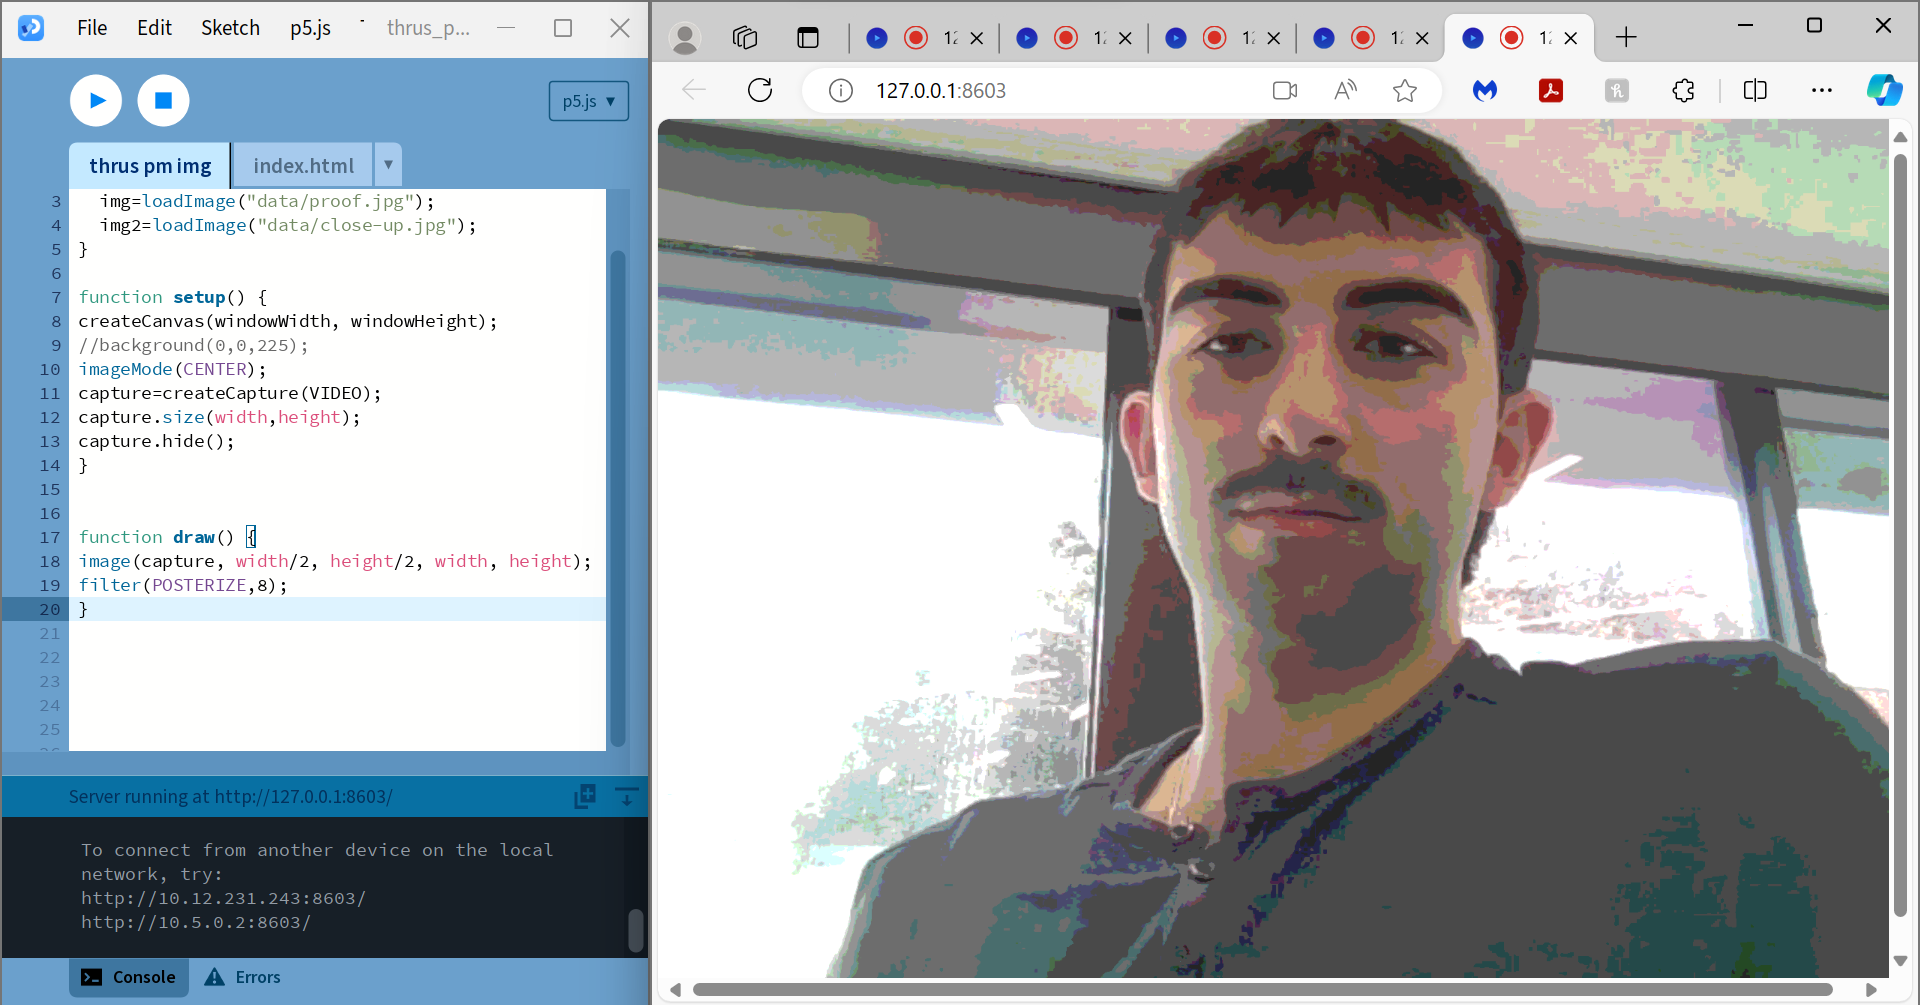 File Edit Sketch p5.js thrus_p...
p5.js ▼
thrus pm img index.html ▼
3 img=loadImage("data/proof.jpg");
4 img2=loadImage("data/close-up.jpg");
5 }
6
7 function setup() {
8 createCanvas(windowWidth, windowHeight);
9 //background(0,0,225);
10 imageMode(CENTER);
11 capture=createCapture(VIDEO);
12 capture.size(width,height);
13 capture.hide();
14 }
15
16
17 function draw() {
18 image(capture, width/2, height/2, width, height);
19 filter(POSTERIZE,8);
20 }
21
22
23
24
25
Server running at http://127.0.0.1:8603/
To connect from another device on the local
network, try:
http://10.12.231.243:8603/
http://10.5.0.2:8603/
Console Errors
127.0.0.1:8603